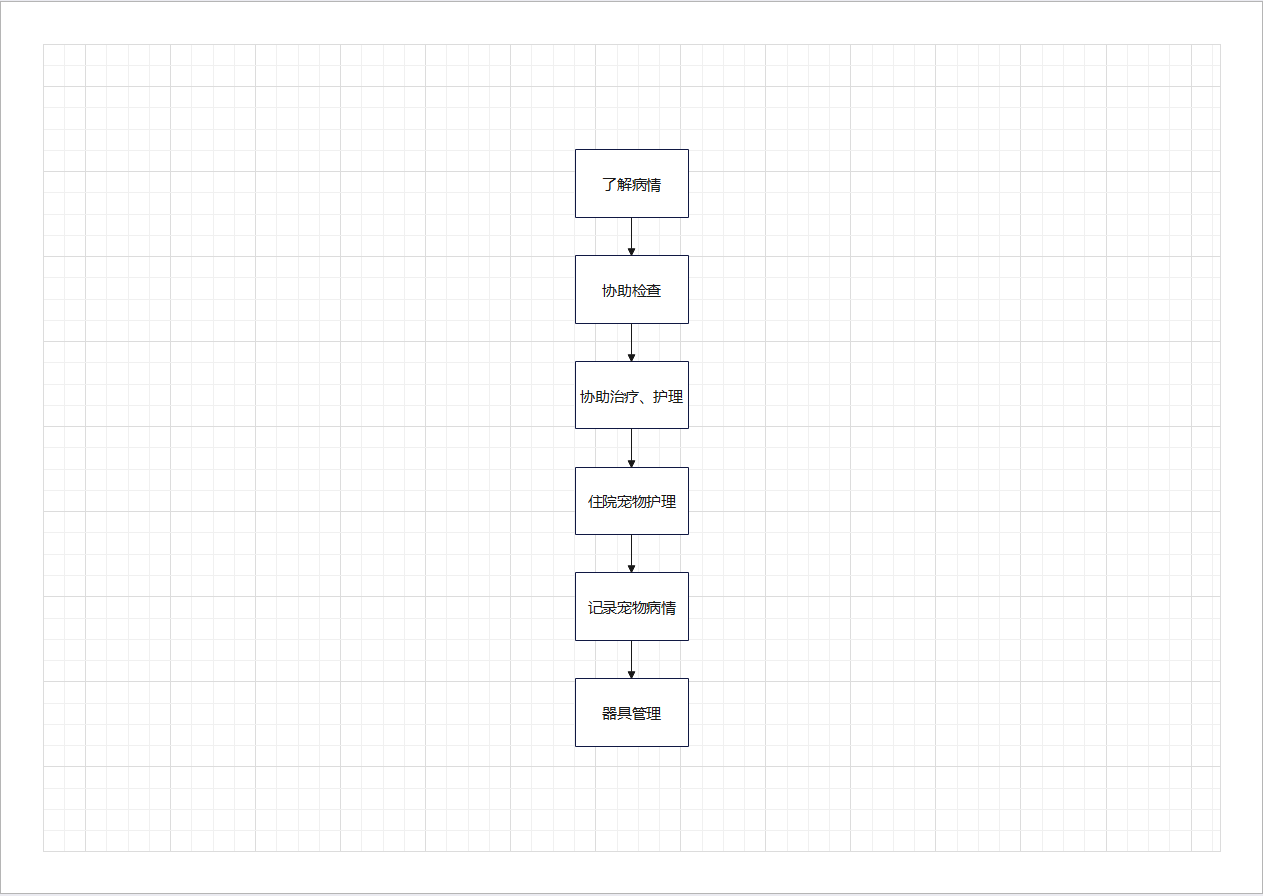 了解病情
协助检查
协助治疗、护理
住院宠物护理
记录宠物病情
器具管理